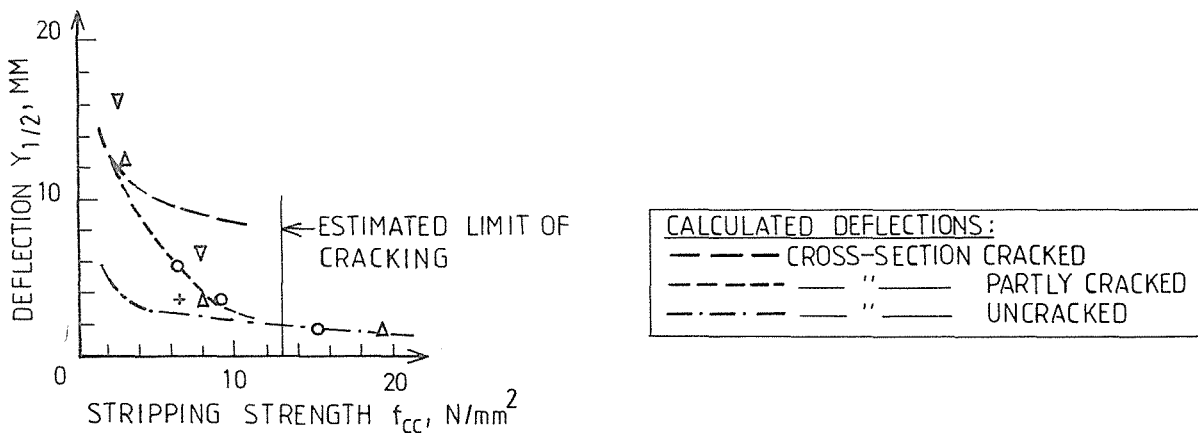 20
10
0
10
20
DEFLECTION Y1/2, MM
ESTIMATED LIMIT OF
CRACKING
STRIPPING STRENGTH fcc, N/mm²
CALCULATED DEFLECTIONS:
CROSS-SECTION CRACKED
—— " —— PARTLY CRACKED
—— " —— UNCRACKED